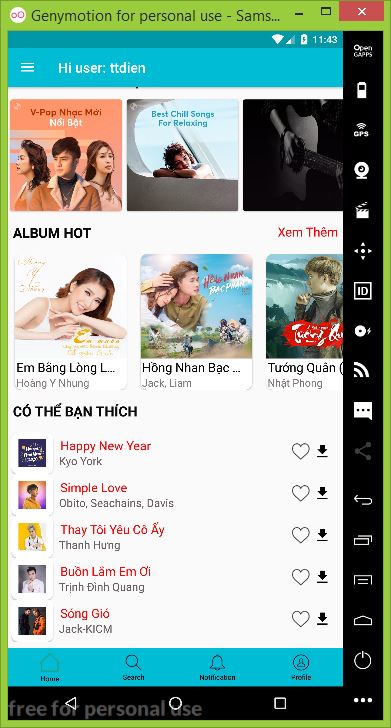 Genymotion for personal use - Sams...
Open
GAPPS
11:43
Hi user: ttdien
V-Pop Nhạc Mới
Nổi Bật
Best Chill Songs
For Relaxing
GPS
ALBUM HOT
Xem Thêm
ID
Em Băng Lòng L...
Hoàng Y Nhung
Hồng Nhan Bạc ...
Jack, Liam
Tướng Quân (
Nhật Phong
CÓ THỂ BẠN THÍCH
Happy New Year
Kyo York
Simple Love
Obito, Seachains, Davis
Thay Tôi Yêu Cô Ấy
Thanh Hưng
Buồn Lắm Em Ơi
Trịnh Đình Quang
Sóng Gió
Jack-KICM
Home
Search
Notification
Profile
free for personal use